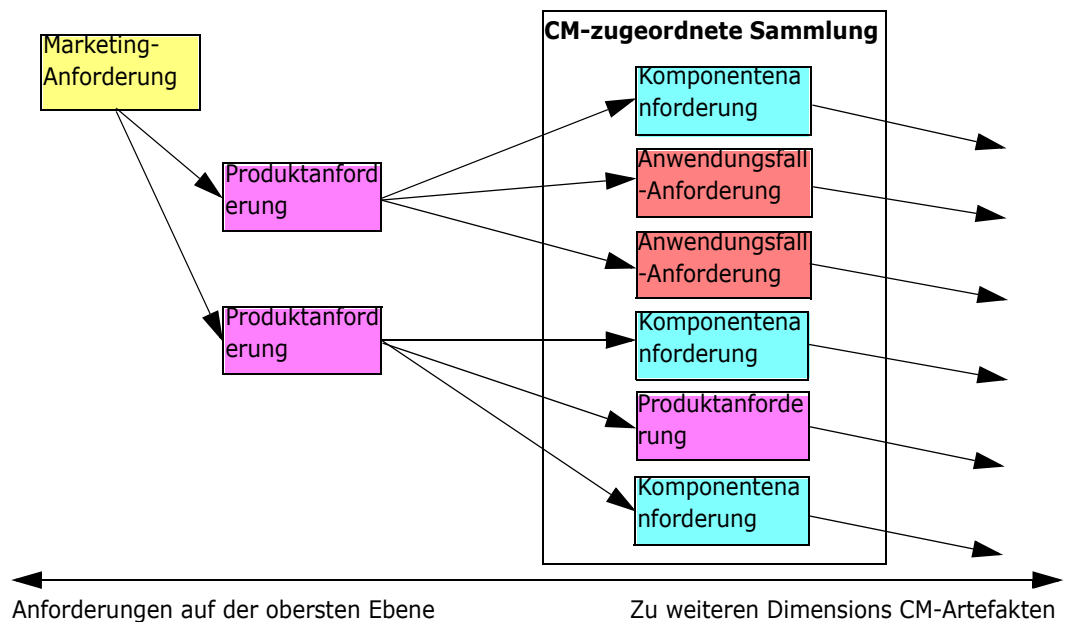 CM-zugeordnete Sammlung
Marketing-
Anforderung
Produktanford
erung
Produktanford
erung
Komponentena
nforderung
Anwendungsfall
-Anforderung
Anwendungsfall
-Anforderung
Komponentena
nforderung
Produktanforde
rung
Komponentena
nforderung
Anforderungen auf der obersten Ebene
Zu weiteren Dimensions CM-Artefakten